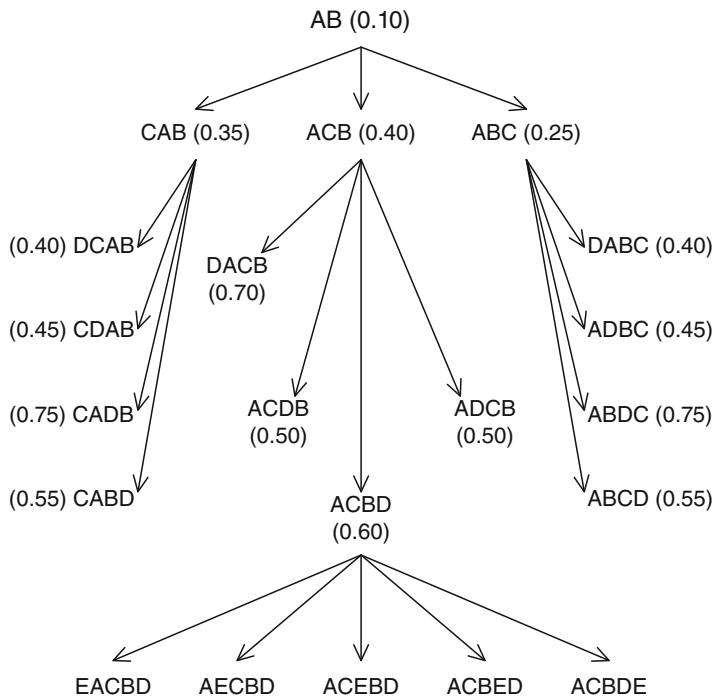 AB (0.10)
CAB (0.35) ACB (0.40) ABC (0.25)
(0.40) DCAB
DACB
(0.70)
DABC (0.40)
(0.45) CDAB
ADBC (0.45)
(0.75) CADB
ACDB
(0.50)
ADCB
(0.50)
ABDC (0.75)
(0.55) CABD
ACBD
(0.60)
ABCD (0.55)
EACBD AECBD ACEBD ACBED ACBDE